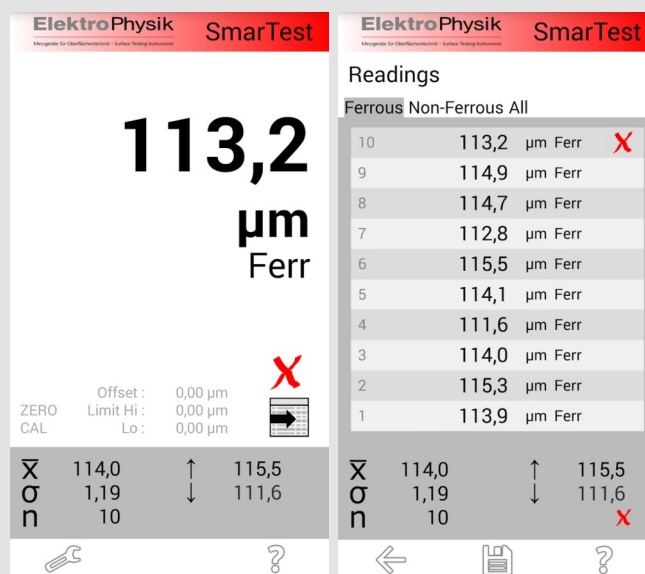 ElektroPhysik SmarTest
Messgeräte für Oberflächentechnik - Surface Testing Instruments
113,2
µm
Ferr
X
Offset : 0,00 µm
ZERO Limit Hi : 0,00 µm
CAL Lo : 0,00 µm
x̅ 114,0 ↑ 115,5
σ 1,19 ↓ 111,6
n 10
?
ElektroPhysik SmarTest
Messgeräte für Oberflächentechnik - Surface Testing Instruments
Readings
Ferrous Non-Ferrous All
10 113,2 µm Ferr X
9 114,9 µm Ferr
8 114,7 µm Ferr
7 112,8 µm Ferr
6 115,5 µm Ferr
5 114,1 µm Ferr
4 111,6 µm Ferr
3 114,0 µm Ferr
2 115,3 µm Ferr
1 113,9 µm Ferr
x̅ 114,0 ↑ 115,5
σ 1,19 ↓ 111,6
n 10 X
?